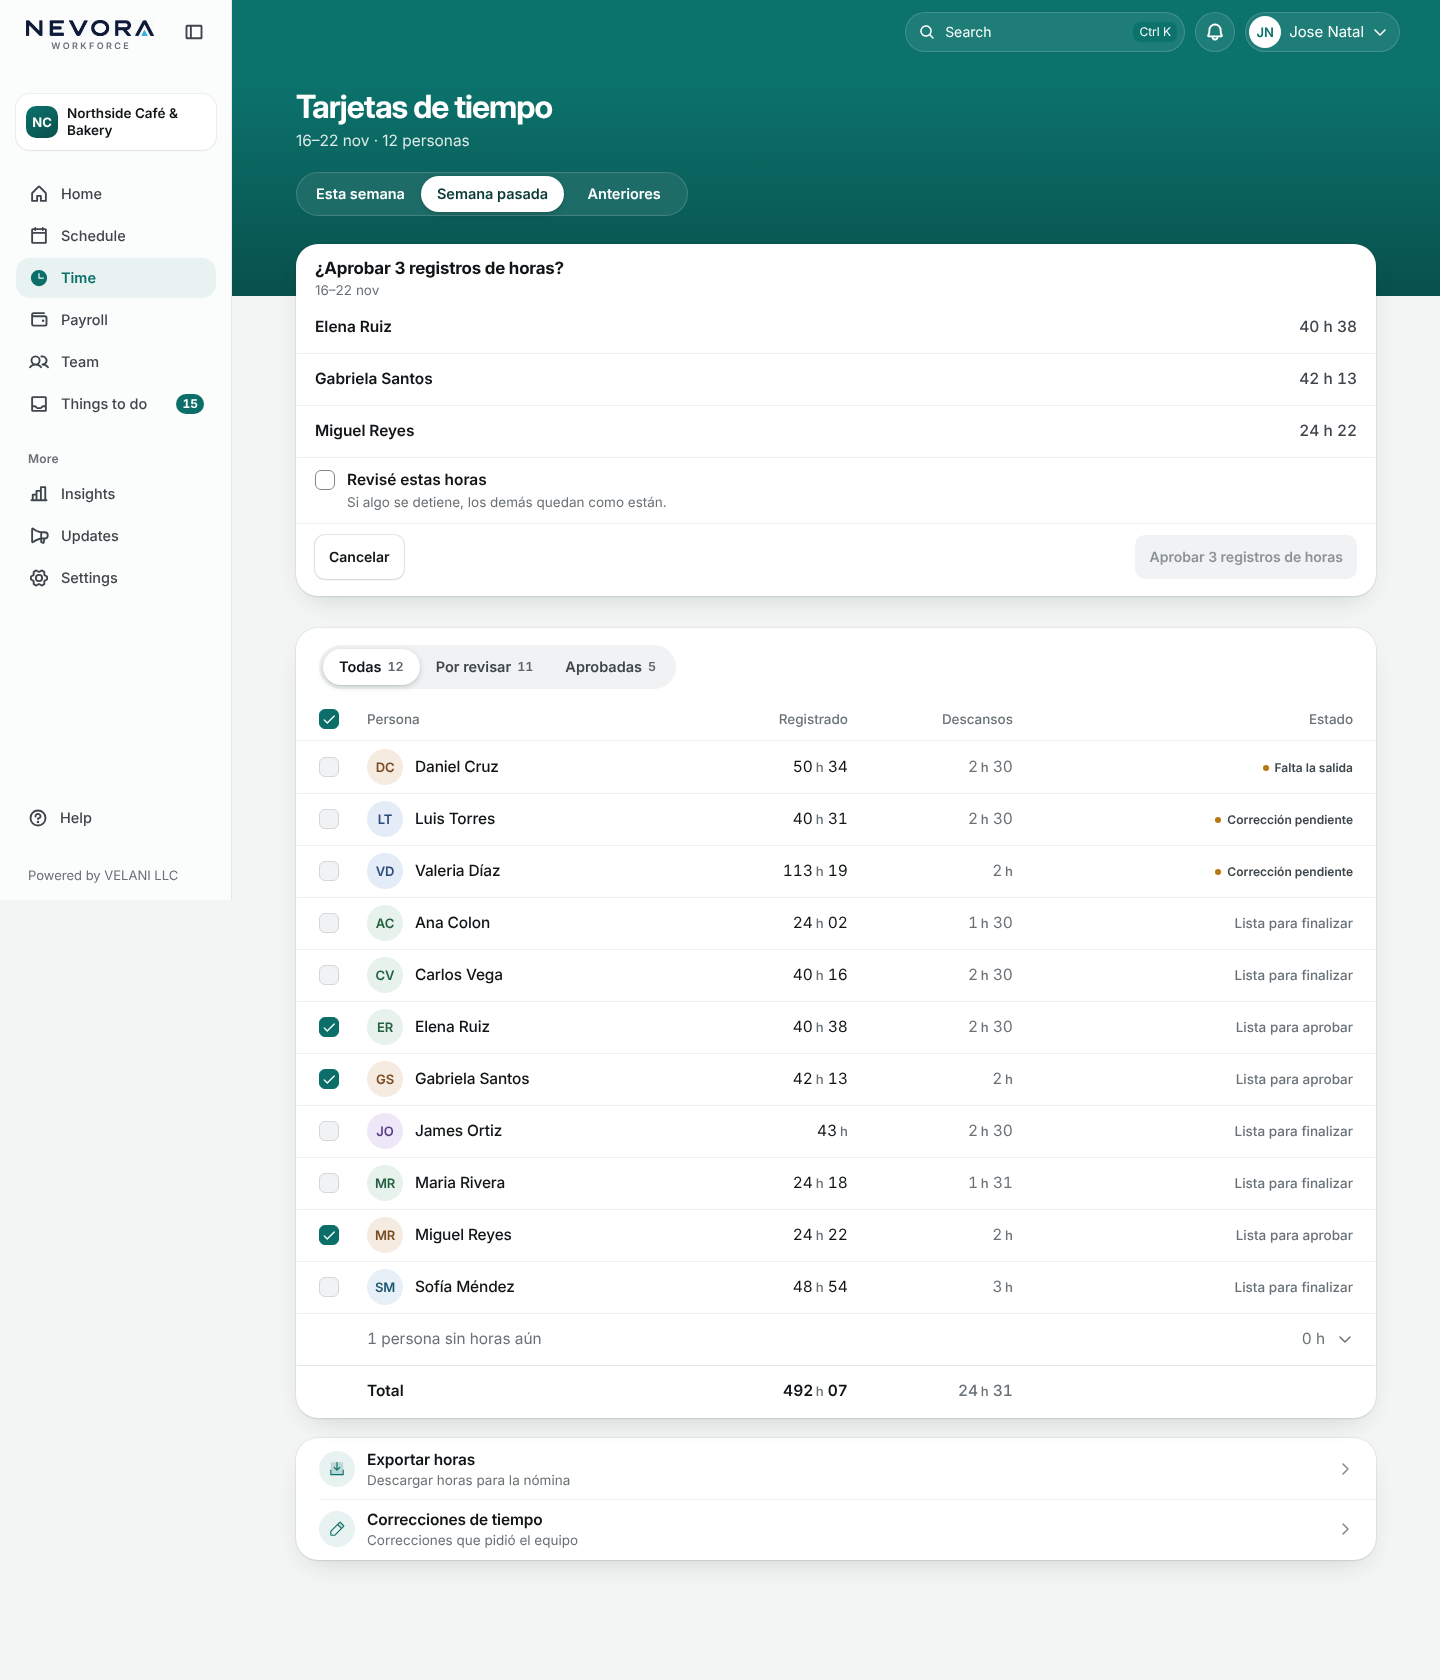 NEVORA
WORKFORCE
Search
Ctrl K
JN
Jose Natal
NC
Northside Café &
Bakery
Home
Schedule
Time
Payroll
Team
Things to do
15
More
Insights
Updates
Settings
Help
Powered by VELANI LLC
Tarjetas de tiempo
16–22 nov · 12 personas
Esta semana
Semana pasada
Anteriores
¿Aprobar 3 registros de horas?
16–22 nov
Elena Ruiz 40 h 38
Gabriela Santos 42 h 13
Miguel Reyes 24 h 22
Revisé estas horas
Si algo se detiene, los demás quedan como están.
Cancelar
Aprobar 3 registros de horas
Todas 12
Por revisar 11
Aprobadas 5
Persona Registrado Descansos Estado
DC Daniel Cruz 50 h 34 2 h 30 Falta la salida
LT Luis Torres 40 h 31 2 h 30 Corrección pendiente
VD Valeria Díaz 113 h 19 2 h Corrección pendiente
AC Ana Colon 24 h 02 1 h 30 Lista para finalizar
CV Carlos Vega 40 h 16 2 h 30 Lista para finalizar
ER Elena Ruiz 40 h 38 2 h 30 Lista para aprobar
GS Gabriela Santos 42 h 13 2 h Lista para aprobar
JO James Ortiz 43 h 2 h 30 Lista para finalizar
MR Maria Rivera 24 h 18 1 h 31 Lista para finalizar
MR Miguel Reyes 24 h 22 2 h Lista para aprobar
SM Sofía Méndez 48 h 54 3 h Lista para finalizar
1 persona sin horas aún 0 h
Total 492 h 07 24 h 31
Exportar horas
Descargar horas para la nómina
Correcciones de tiempo
Correcciones que pidió el equipo